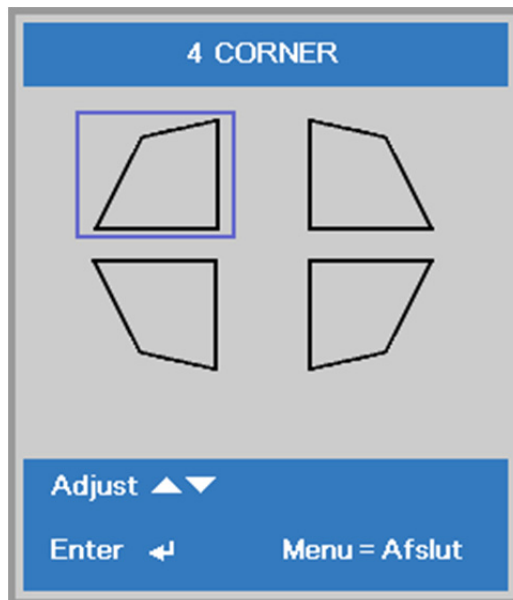 4 CORNER
Adjust ▲▼
Enter ↵ Menu = Afslut